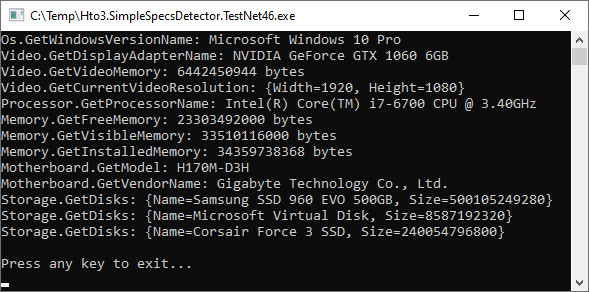 C:\Temp\Hto3.SimpleSpecsDetector.TestNet46.exe
Os.GetWindowsVersionName: Microsoft Windows 10 Pro
Video.GetDisplayAdapterName: NVIDIA GeForce GTX 1060 6GB
Video.GetVideoMemory: 6442450944 bytes
Video.GetCurrentVideoResolution: {Width=1920, Height=1080}
Processor.GetProcessorName: Intel(R) Core(TM) i7-6700 CPU @ 3.40GHz
Memory.GetFreeMemory: 23303492000 bytes
Memory.GetVisibleMemory: 33510116000 bytes
Memory.GetInstalledMemory: 34359738368 bytes
Motherboard.GetModel: H170M-D3H
Motherboard.GetVendorName: Gigabyte Technology Co., Ltd.
Storage.GetDisks: {Name=Samsung SSD 960 EVO 500GB, Size=500105249280}
Storage.GetDisks: {Name=Microsoft Virtual Disk, Size=8587192320}
Storage.GetDisks: {Name=Corsair Force 3 SSD, Size=240054796800}
Press any key to exit...